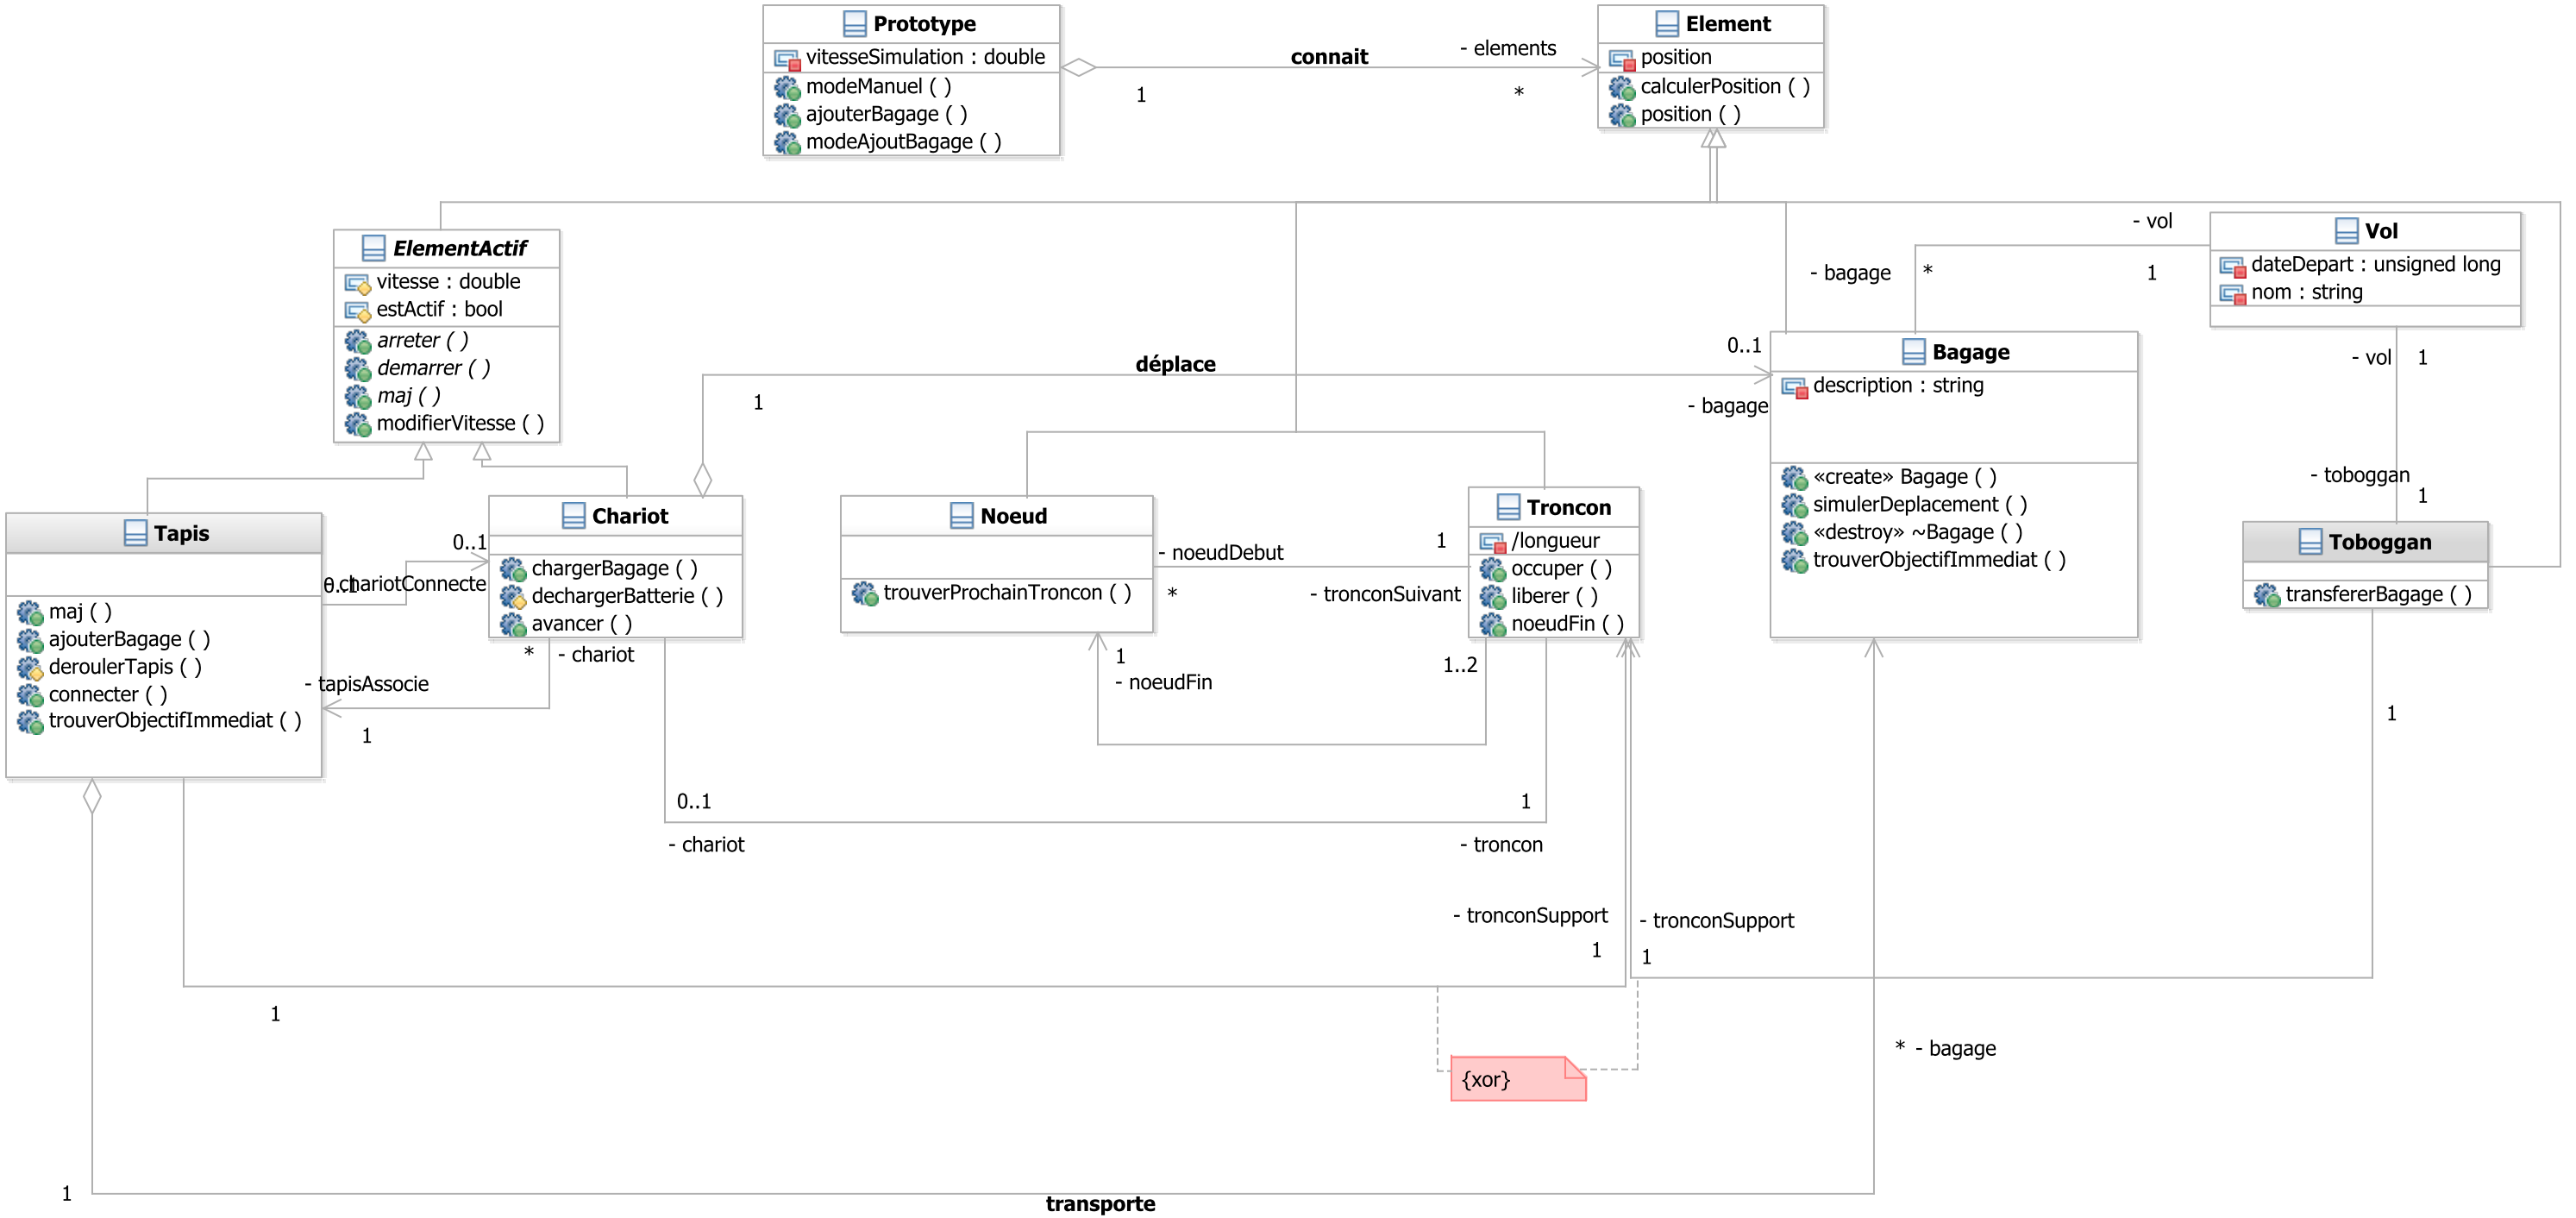 Prototype
vitesseSimulation : double
modeManuel ( )
ajouterBagage ( )
modeAjoutBagage ( )
connait
- elements
1
*
Element
position
calculerPosition ( )
position ( )
ElementActif
vitesse : double
estActif : bool
arreter ( )
demarrer ( )
maj ( )
modifierVitesse ( )
- vol
- bagage
*
1
Vol
dateDepart : unsigned long
nom : string
déplace
1
0..1
- bagage
Bagage
description : string
«create» Bagage ( )
simulerDeplacement ( )
«destroy» ~Bagage ( )
trouverObjectifImmediat ( )
- vol
1
- toboggan
1
Toboggan
transfererBagage ( )
Tapis
maj ( )
ajouterBagage ( )
deroulerTapis ( )
connecter ( )
trouverObjectifImmediat ( )
0..1
0..1
- chariotConnecte
Chariot
chargerBagage ( )
dechargerBatterie ( )
avancer ( )
* - chariot
- tapisAssocie
1
Noeud
trouverProchainTroncon ( )
- noeudDebut
1
*
- tronconSuivant
Troncon
/longueur
occuper ( )
liberer ( )
noeudFin ( )
1
- noeudFin
1..2
1
0..1
1
- chariot
- troncon
- tronconSupport
1
- tronconSupport
1
1
* - bagage
{xor}
1
transporte